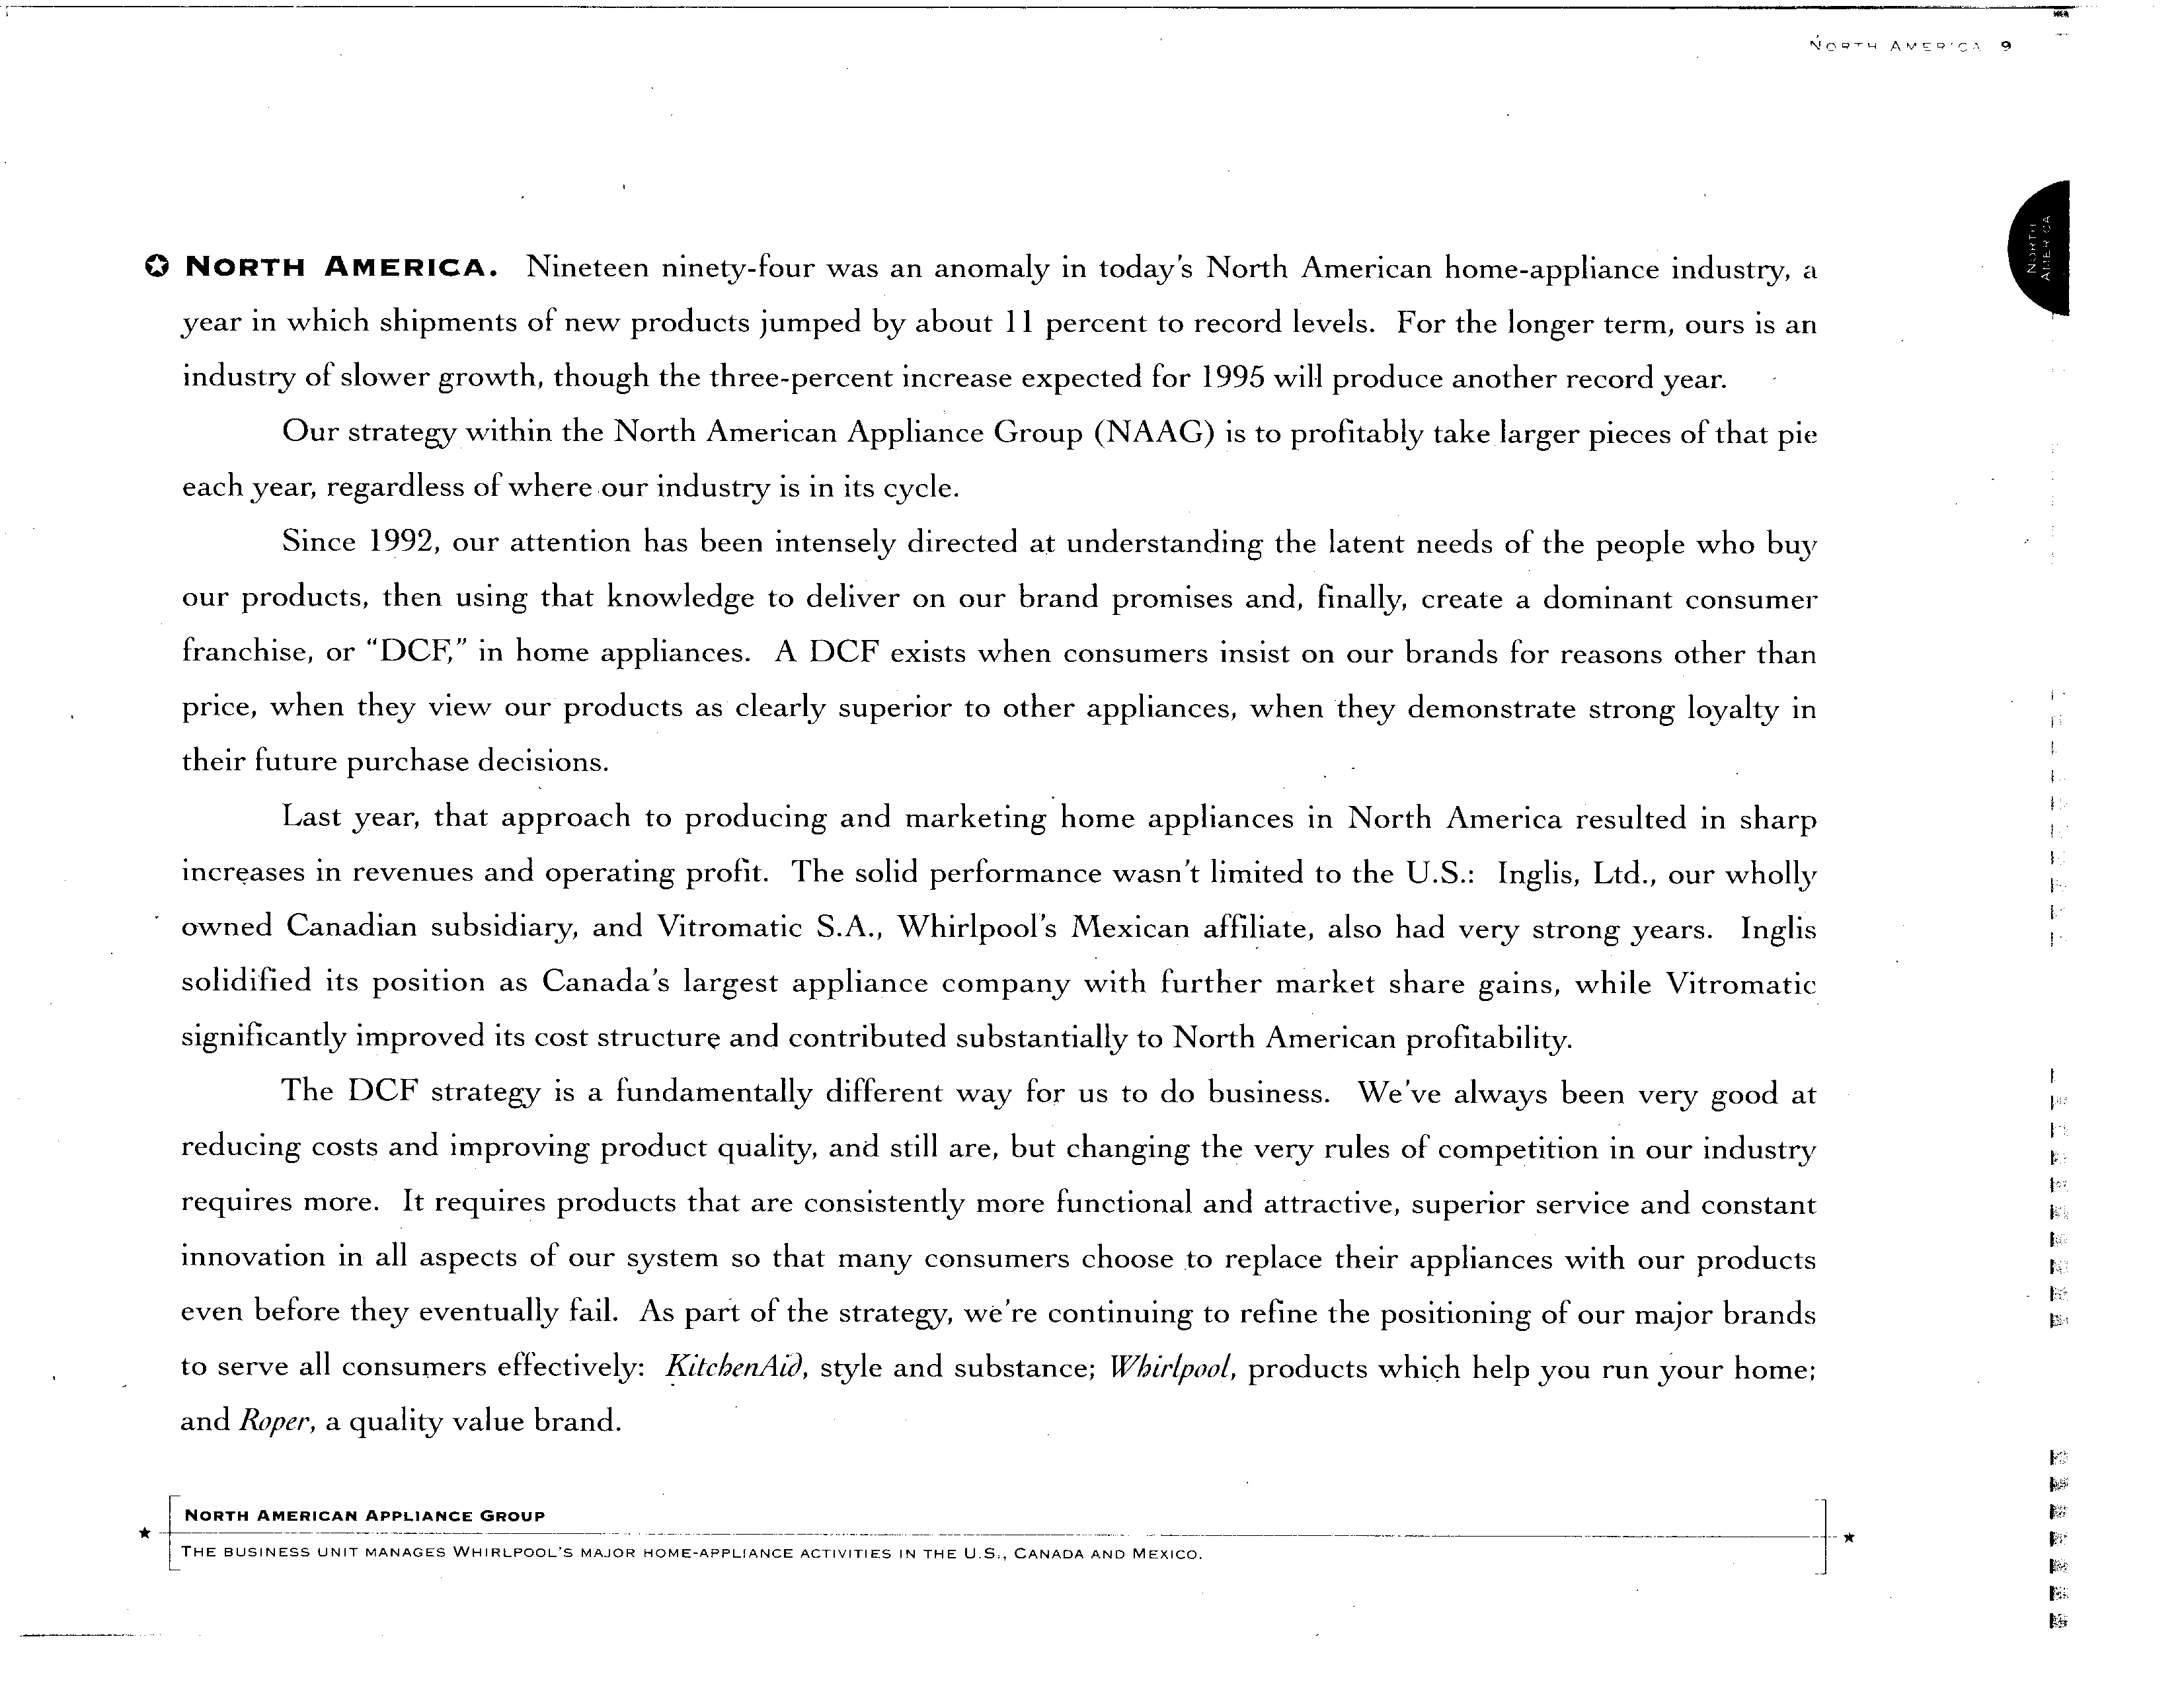 NORTH AMERICA 9
NORTH
AMERICA
✪ NORTH AMERICA. Nineteen ninety-four was an anomaly in today's North American home-appliance industry, a
year in which shipments of new products jumped by about 11 percent to record levels. For the longer term, ours is an
industry of slower growth, though the three-percent increase expected for 1995 will produce another record year.
Our strategy within the North American Appliance Group (NAAG) is to profitably take larger pieces of that pie
each year, regardless of where our industry is in its cycle.
Since 1992, our attention has been intensely directed at understanding the latent needs of the people who buy
our products, then using that knowledge to deliver on our brand promises and, finally, create a dominant consumer
franchise, or “DCF,” in home appliances. A DCF exists when consumers insist on our brands for reasons other than
price, when they view our products as clearly superior to other appliances, when they demonstrate strong loyalty in
their future purchase decisions.
Last year, that approach to producing and marketing home appliances in North America resulted in sharp
increases in revenues and operating profit. The solid performance wasn't limited to the U.S.: Inglis, Ltd., our wholly
owned Canadian subsidiary, and Vitromatic S.A., Whirlpool's Mexican affiliate, also had very strong years. Inglis
solidified its position as Canada's largest appliance company with further market share gains, while Vitromatic
significantly improved its cost structure and contributed substantially to North American profitability.
The DCF strategy is a fundamentally different way for us to do business. We've always been very good at
reducing costs and improving product quality, and still are, but changing the very rules of competition in our industry
requires more. It requires products that are consistently more functional and attractive, superior service and constant
innovation in all aspects of our system so that many consumers choose to replace their appliances with our products
even before they eventually fail. As part of the strategy, we're continuing to refine the positioning of our major brands
to serve all consumers effectively: KitchenAid, style and substance; Whirlpool, products which help you run your home;
and Roper, a quality value brand.
NORTH AMERICAN APPLIANCE GROUP
THE BUSINESS UNIT MANAGES WHIRLPOOL'S MAJOR HOME-APPLIANCE ACTIVITIES IN THE U.S., CANADA AND MEXICO.